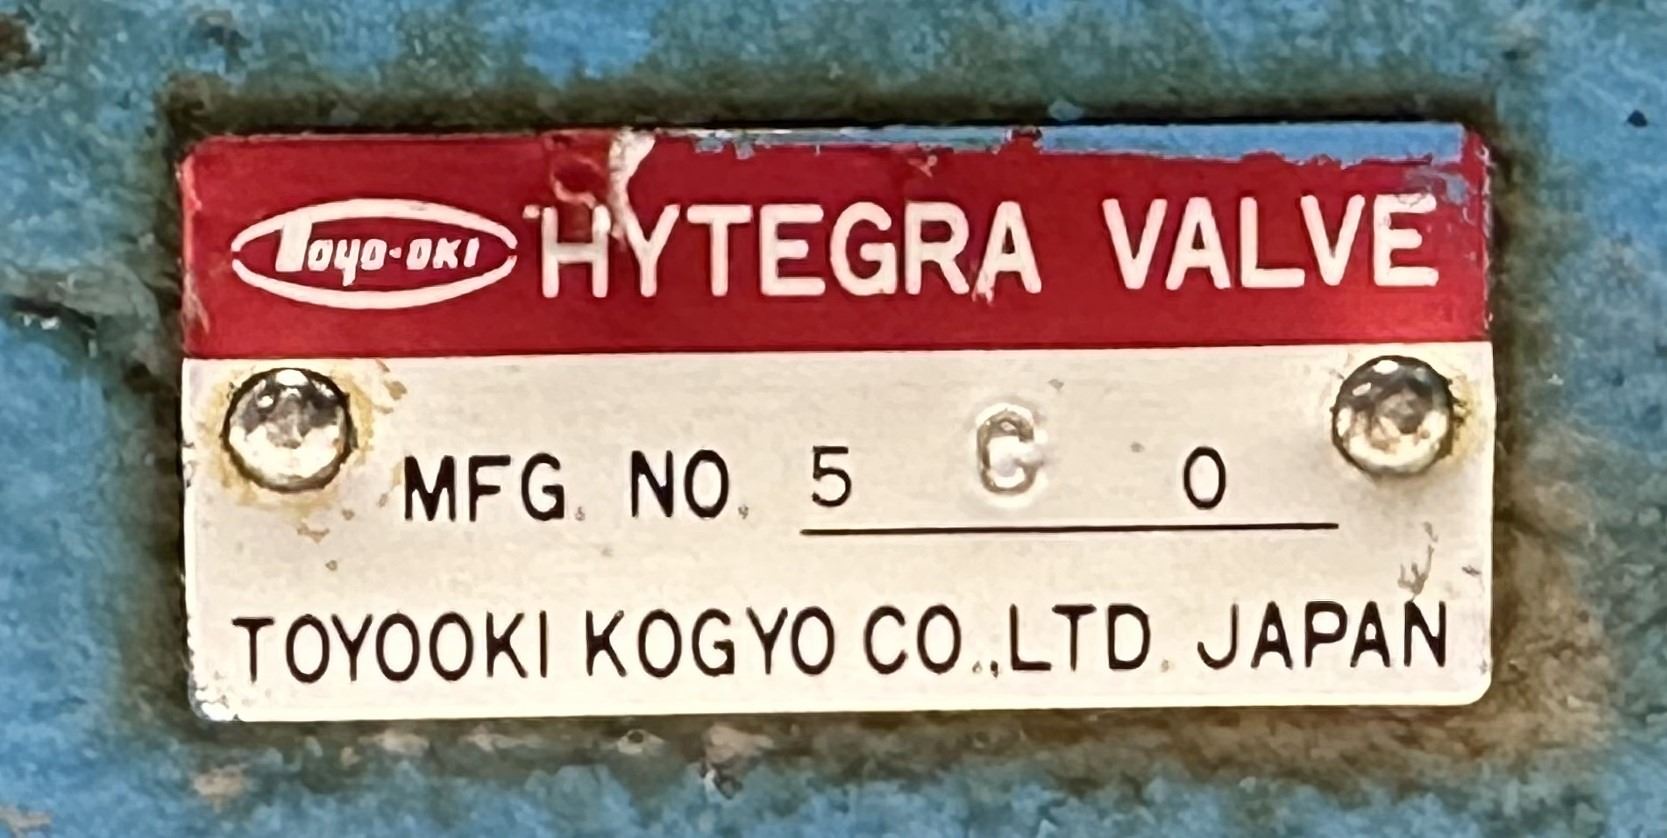 TOYO-OKI HYTEGRA VALVE
MFG. NO. 5 C 0
TOYOOKI KOGYO CO.,LTD. JAPAN